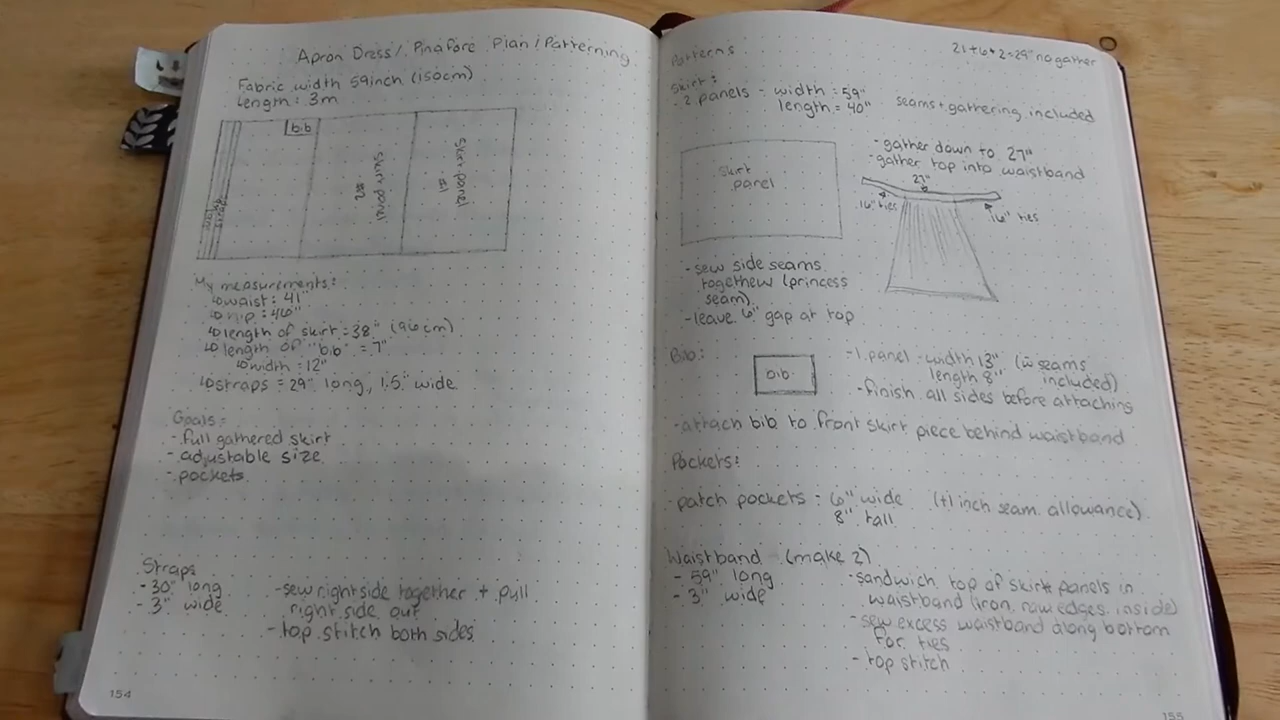 Apron Dress / Pinafore Plan / Patterning
Fabric width 59inch (150cm)
Length: 3m
bib
skirt panel #2
skirt panel #1
My measurements:
↳ waist: 41"
↳ hip: 46"
↳ length of skirt = 38" (96cm)
↳ length of "bib" = 7"
↳ width = 12"
↳ straps = 29" long, 1.5" wide
Goals:
- full gathered skirt
- adjustable size
- pockets
Straps
- 30" long
- 3" wide
- sew right side together + pull
right side out
- top stitch both sides
154
Patterns
21+6+2=29" no gather
Skirt:
- 2 panels - width = 59"
length = 40"
seams + gathering included
skirt
panel
- gather down to 27"
- gather top into waistband
27"
16" ties
16" ties
- sew side seams
togethew (princess
seam)
- leave 6" gap at top
Bib:
bib
- 1 panel - width 13" (w seams
length 8" included)
- finish all sides before attaching
- attach bib to front skirt piece behind waistband
Pockets:
- patch pockets = 6" wide (+1 inch seam allowance)
8" tall
Waistband (make 2)
- 59" long
- 3" wide
- sandwich top of skirt panels in
waistband (iron raw edges inside)
- sew excess waistband along bottom
for ties
- top stitch
155